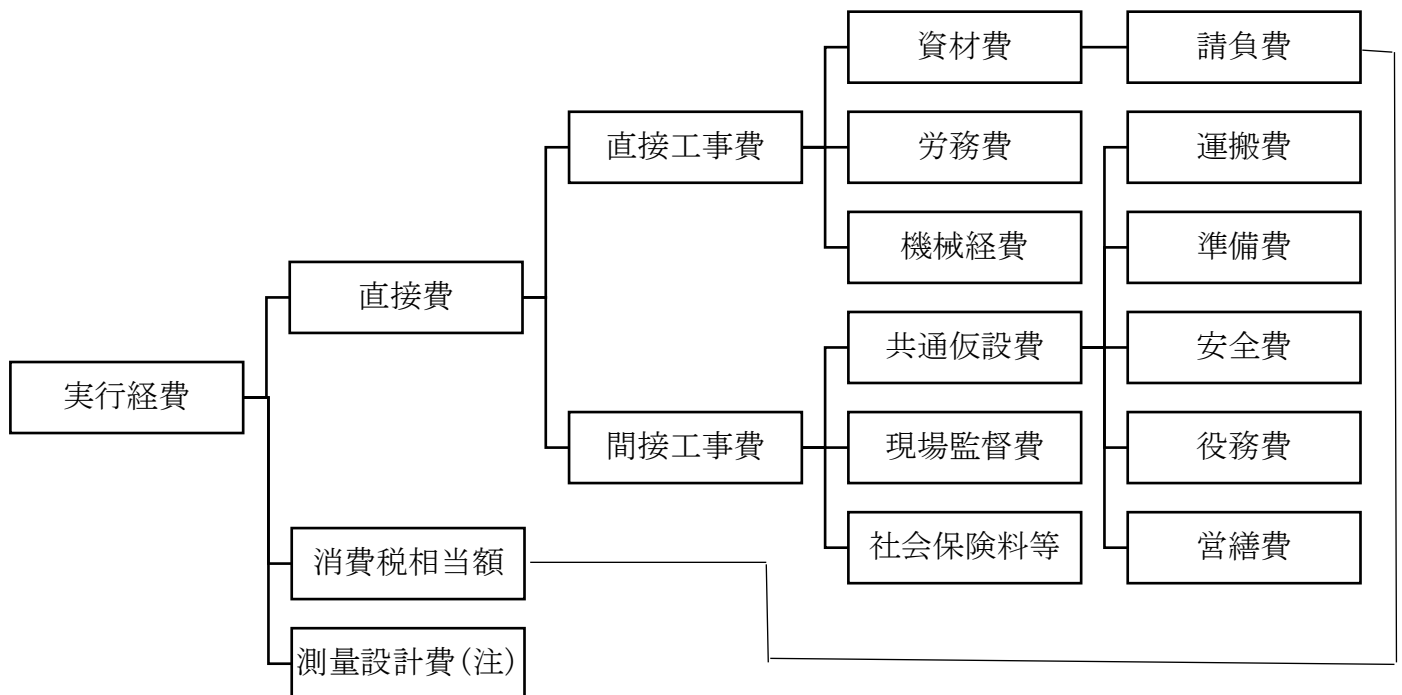 資材費
請負費
直接工事費
労務費
運搬費
機械経費
準備費
直接費
共通仮設費
安全費
実行経費
間接工事費
現場監督費
役務費
消費税相当額
社会保険料等
営繕費
測量設計費(注)